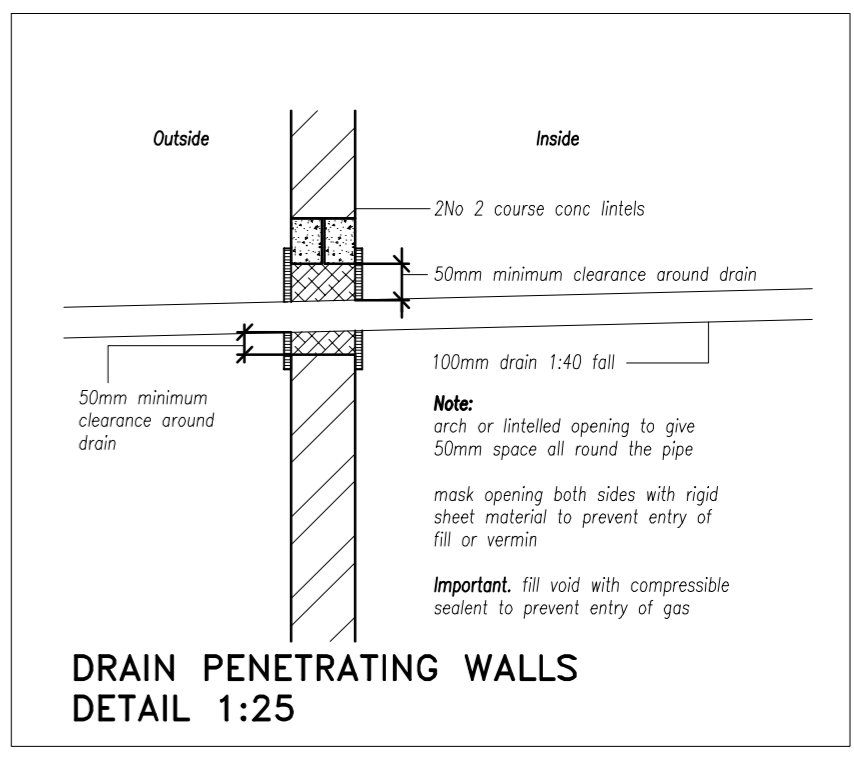 Outside
Inside
2No 2 course conc lintels
50mm minimum clearance around drain
100mm drain 1:40 fall
50mm minimum
clearance around
drain
Note:
arch or lintelled opening to give
50mm space all round the pipe
mask opening both sides with rigid
sheet material to prevent entry of
fill or vermin
Important. fill void with compressible
sealent to prevent entry of gas
DRAIN PENETRATING WALLS
DETAIL 1:25